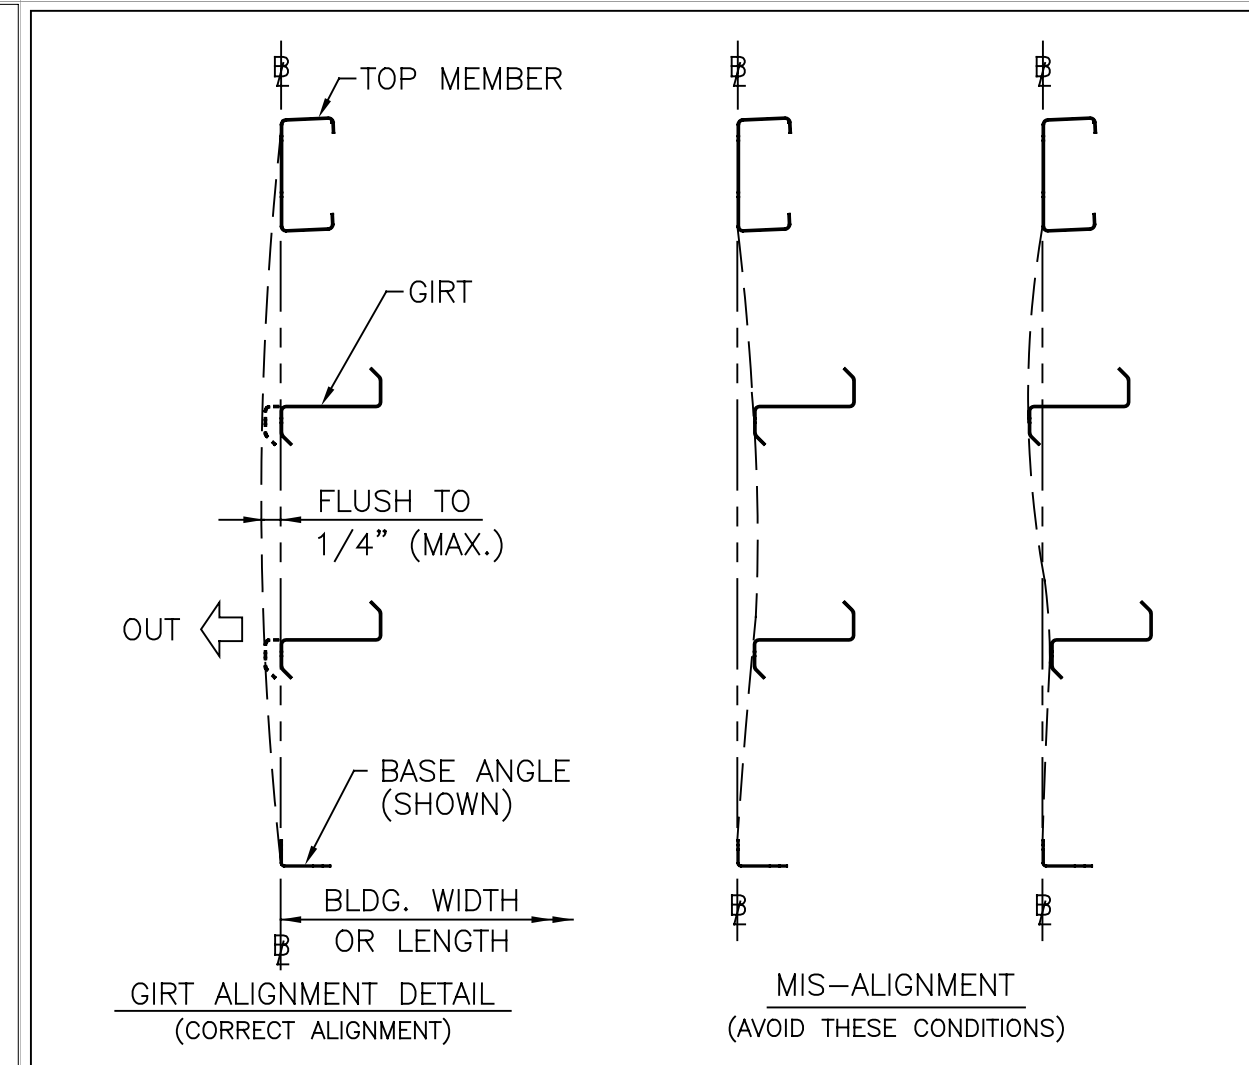 TOP MEMBER
GIRT
FLUSH TO
1/4" (MAX.)
OUT
BASE ANGLE
(SHOWN)
BLDG. WIDTH
OR LENGTH
GIRT ALIGNMENT DETAIL
(CORRECT ALIGNMENT)
MIS-ALIGNMENT
(AVOID THESE CONDITIONS)